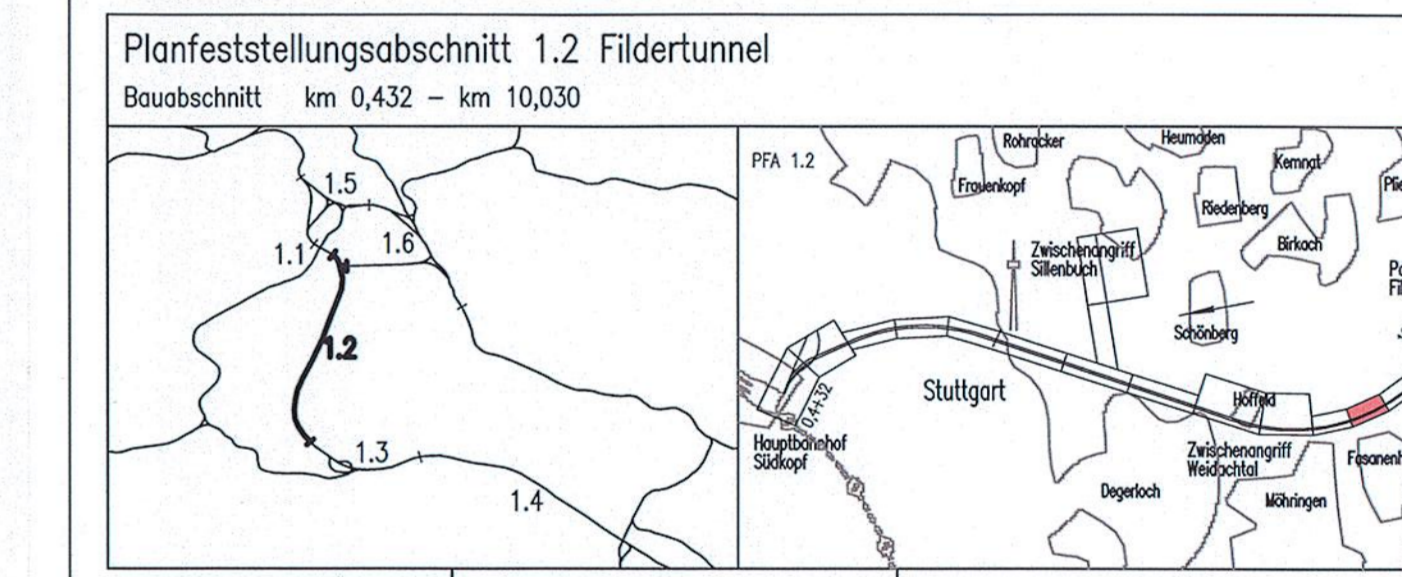 Planfeststellungsabschnitt 1.2 Fildertunnel
Bauabschnitt km 0,432 – km 10,030
1.5
1.6
1.1
1.2
1.3
1.4
PFA 1.2
Rohracker
Heumaden
Kemnat
Frauenkopf
Riedenberg
Birkach
Zwischenangriff
Sillenbuch
Schönberg
Stuttgart
Hoffeld
0,4+32
Hauptbahnhof
Südkopf
Zwischenangriff
Weidachtal
Degerloch
Möhringen